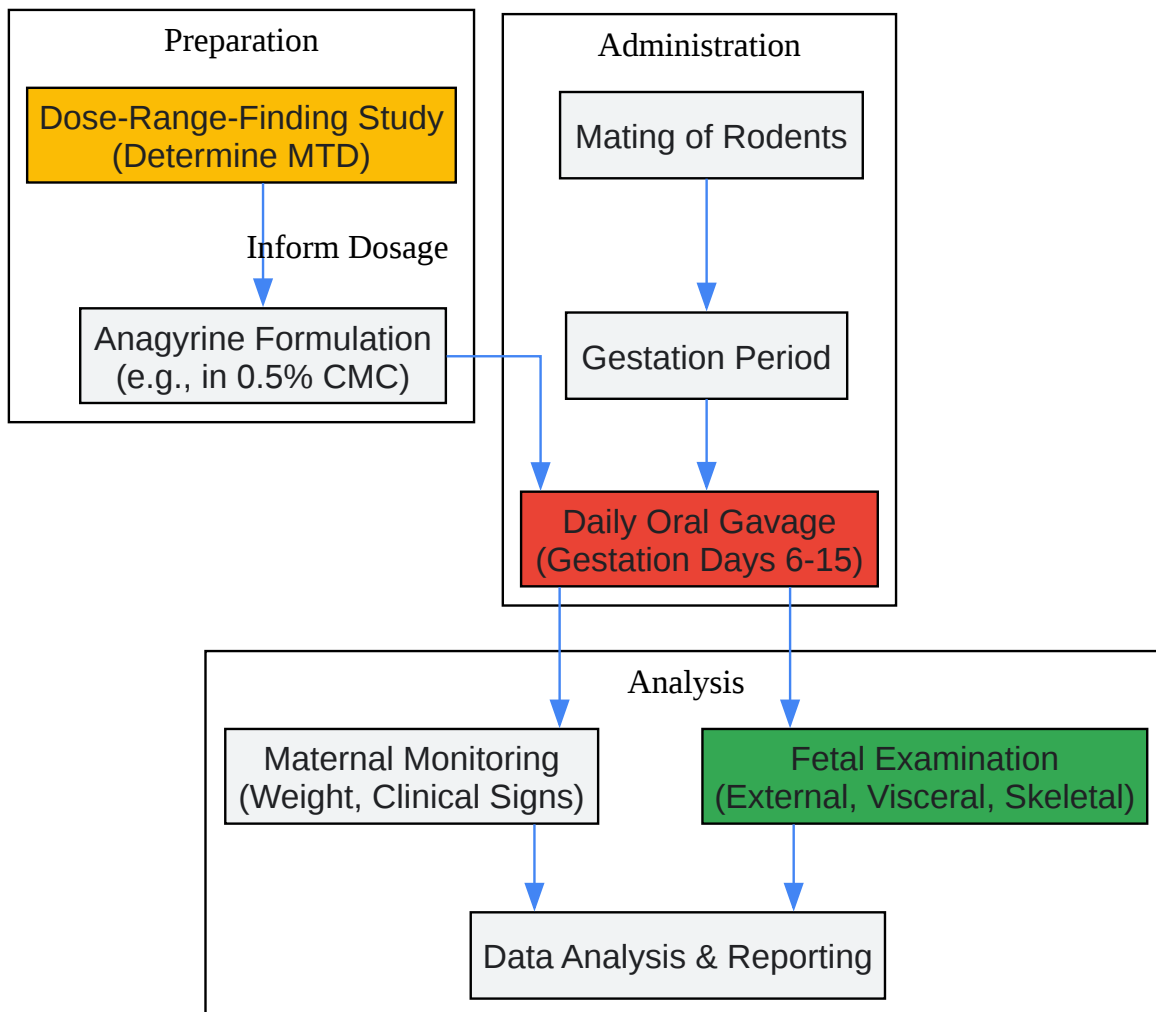 Preparation
Dose-Range-Finding Study
(Determine MTD)
Inform Dosage
Anagyrine Formulation
(e.g., in 0.5% CMC)
Administration
Mating of Rodents
Gestation Period
Daily Oral Gavage
(Gestation Days 6-15)
Analysis
Maternal Monitoring
(Weight, Clinical Signs)
Fetal Examination
(External, Visceral, Skeletal)
Data Analysis & Reporting